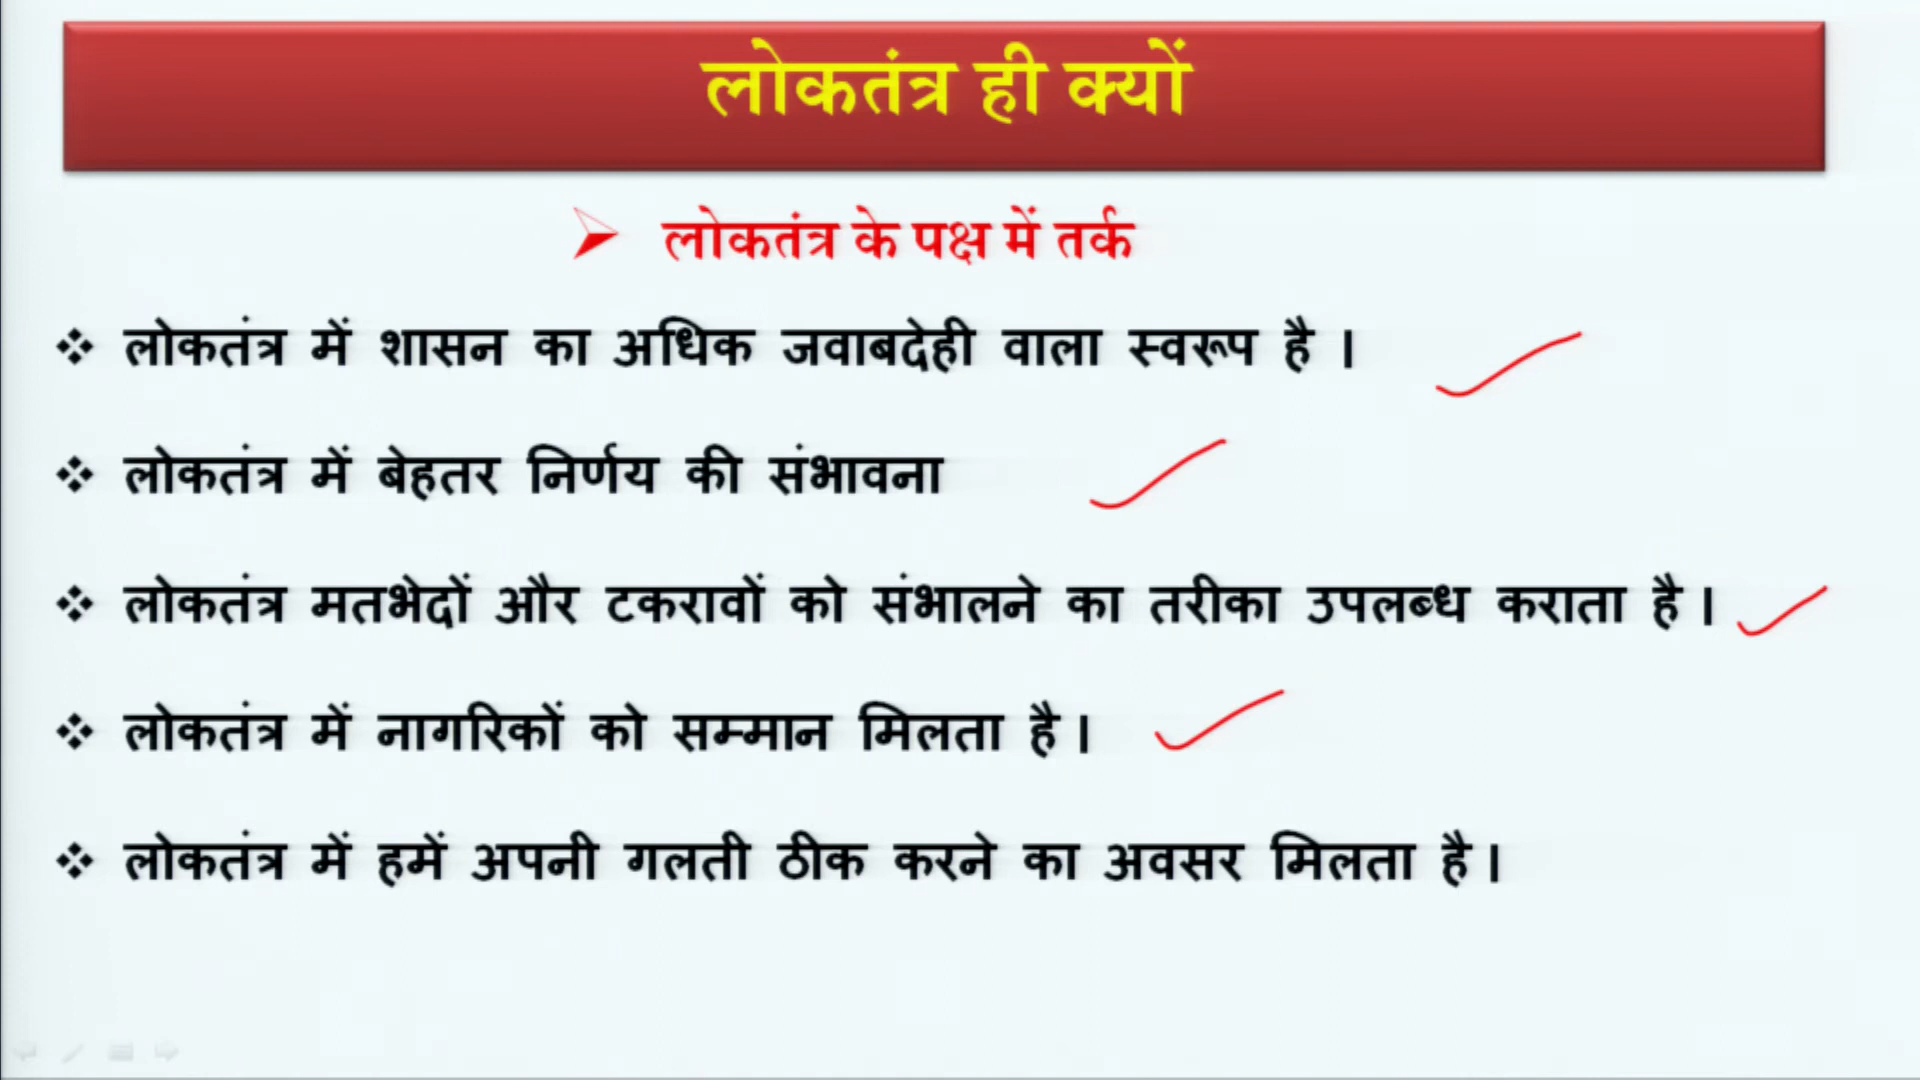 लोकतंत्र ही क्यों
लोकतंत्र के पक्ष में तर्क
लोकतंत्र में शासन का अधिक जवाबदेही वाला स्वरूप है ।
लोकतंत्र में बेहतर निर्णय की संभावना
लोकतंत्र मतभेदों और टकरावों को संभालने का तरीका उपलब्ध कराता है ।
लोकतंत्र में नागरिकों को सम्मान मिलता है ।
लोकतंत्र में हमें अपनी गलती ठीक करने का अवसर मिलता है ।